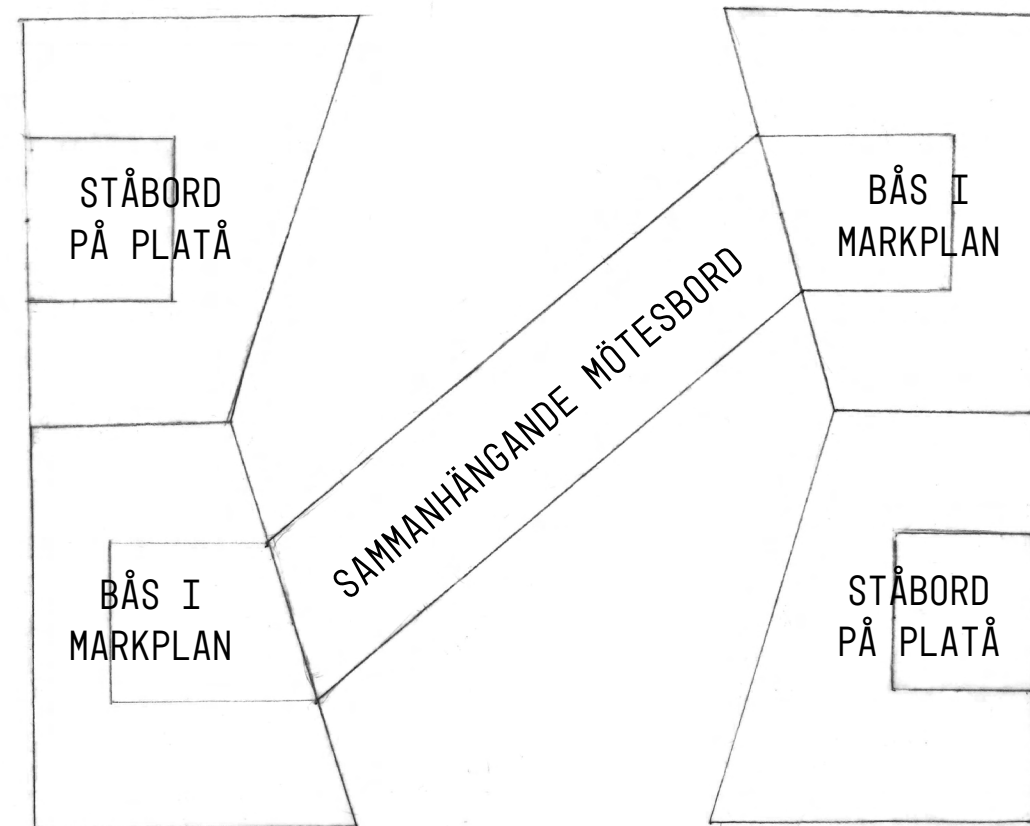 STÅBORD
PÅ PLATÅ
BÅS I
MARKPLAN
SAMMANHÄNGANDE MÖTESBORD
BÅS I
MARKPLAN
STÅBORD
PÅ PLATÅ